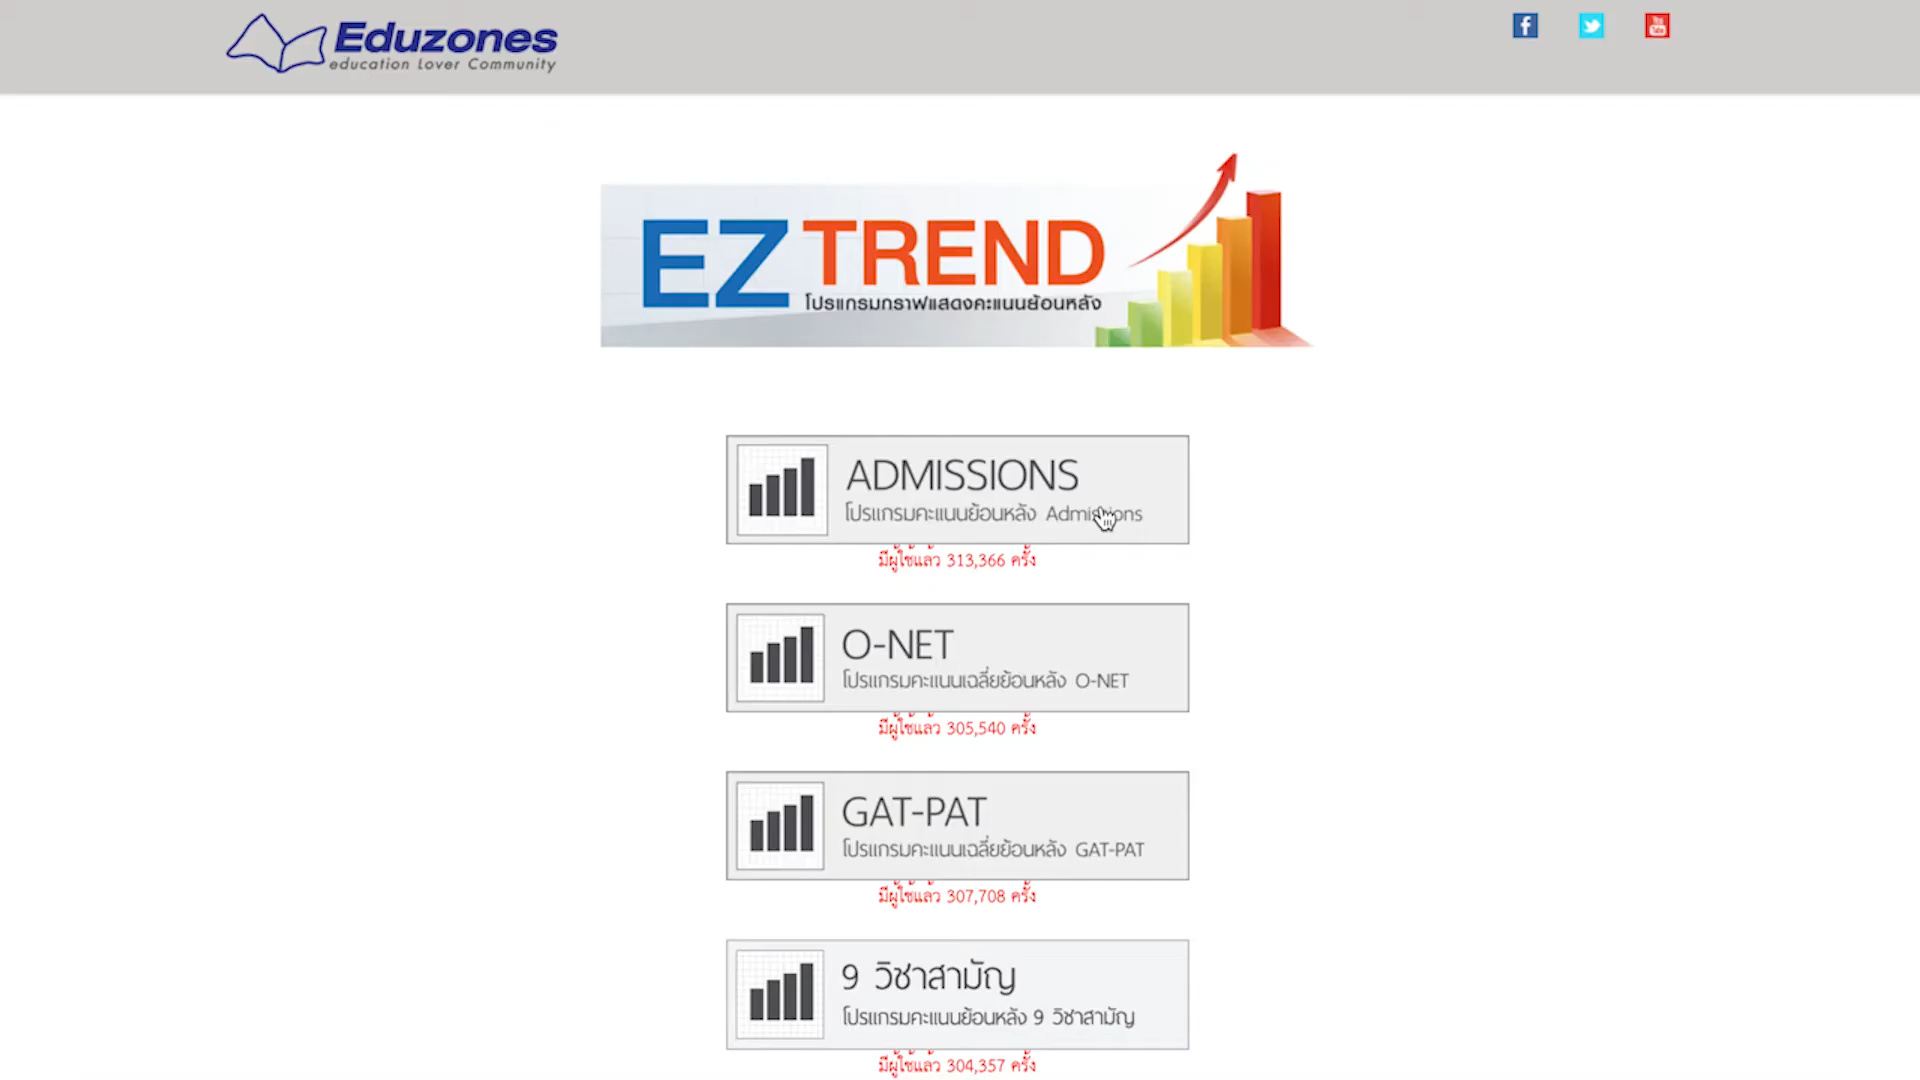 Eduzones
education Lover Community
You
Tube
EZ TREND
โปรแกรมกราฟแสดงคะแนนย้อนหลัง
ADMISSIONS
โปรแกรมคะแนนย้อนหลัง Admissions
มีผู้ใช้แล้ว 313,366 ครั้ง
O-NET
โปรแกรมคะแนนเฉลี่ยย้อนหลัง O-NET
มีผู้ใช้แล้ว 305,540 ครั้ง
GAT-PAT
โปรแกรมคะแนนเฉลี่ยย้อนหลัง GAT-PAT
มีผู้ใช้แล้ว 307,708 ครั้ง
9 วิชาสามัญ
โปรแกรมคะแนนย้อนหลัง 9 วิชาสามัญ
มีผู้ใช้แล้ว 304,357 ครั้ง